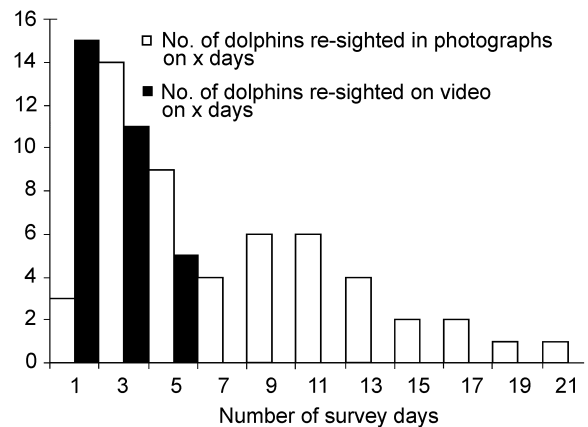 16
14
12
10
8
6
4
2
0
No. of dolphins re-sighted in photographs
on x days
No. of dolphins re-sighted on video
on x days
1 3 5 7 9 11 13 15 17 19 21
Number of survey days